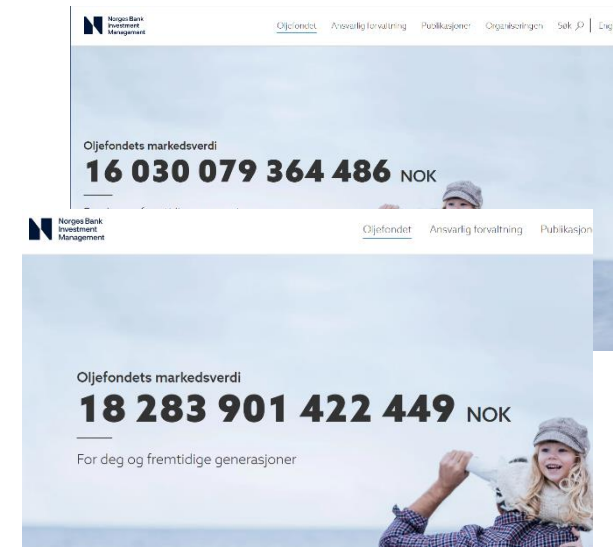 Norges Bank
Investment
Management
Oljefondet Ansvarlig forvaltning Publikasjoner Organiseringen Søk Eng
Oljefondets markedsverdi
16 030 079 364 486 NOK
Norges Bank
Investment
Management
Oljefondet Ansvarlig forvaltning Publikasjon
Oljefondets markedsverdi
18 283 901 422 449 NOK
For deg og fremtidige generasjoner